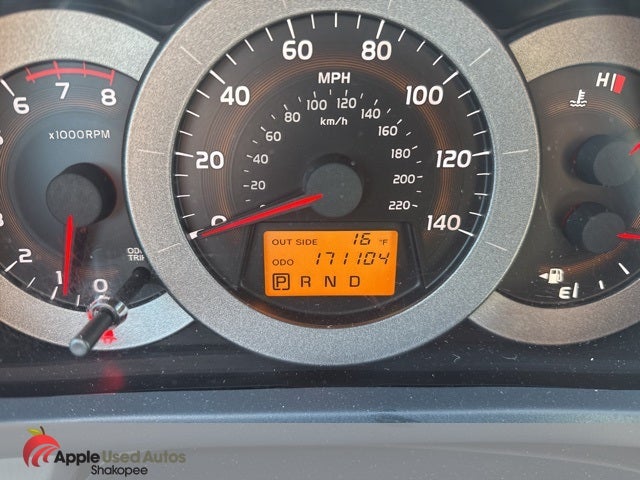 6 7 8
x1000RPM
3
2
1
0
ODO
TRIP
60 80
MPH
40 100
100 120
80 140
km/h
60 160
40 180
20 200
220
20 120
0 140
OUT SIDE 16 °F
ODO 171104
P R N D
H
E
Apple Used Autos
Shakopee